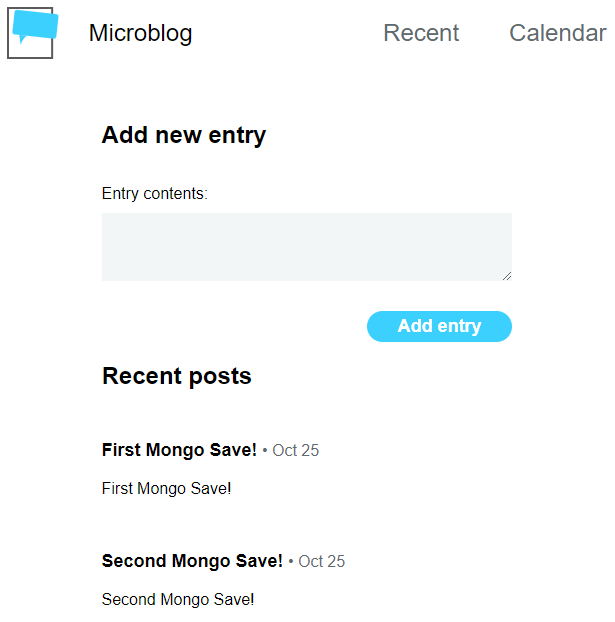 Microblog Recent Calendar
Add new entry
Entry contents:
Add entry
Recent posts
First Mongo Save! • Oct 25
First Mongo Save!
Second Mongo Save! • Oct 25
Second Mongo Save!